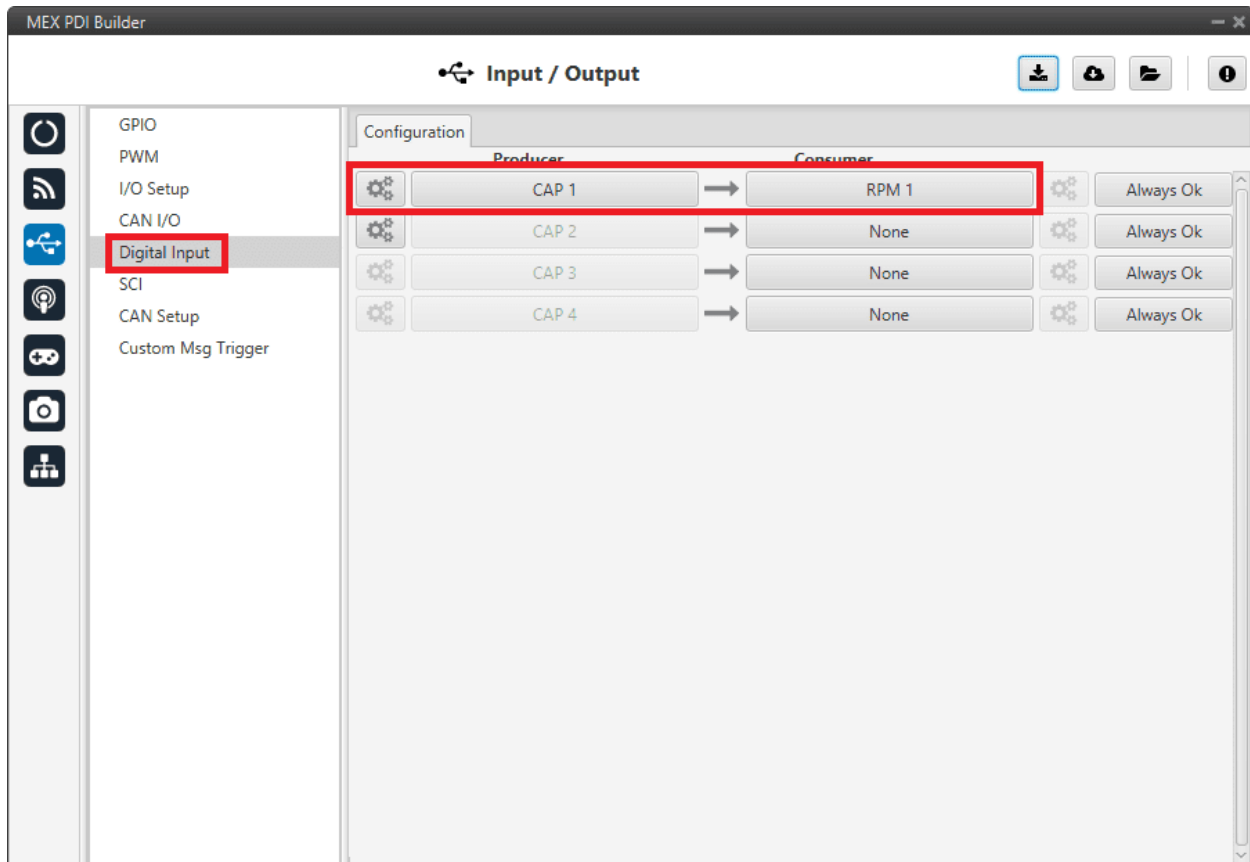 MEX PDI Builder
Input / Output
GPIO
PWM
I/O Setup
CAN I/O
Digital Input
SCI
CAN Setup
Custom Msg Trigger
Configuration
Producer Consumer
CAP 1 RPM 1 Always Ok
CAP 2 None Always Ok
CAP 3 None Always Ok
CAP 4 None Always Ok